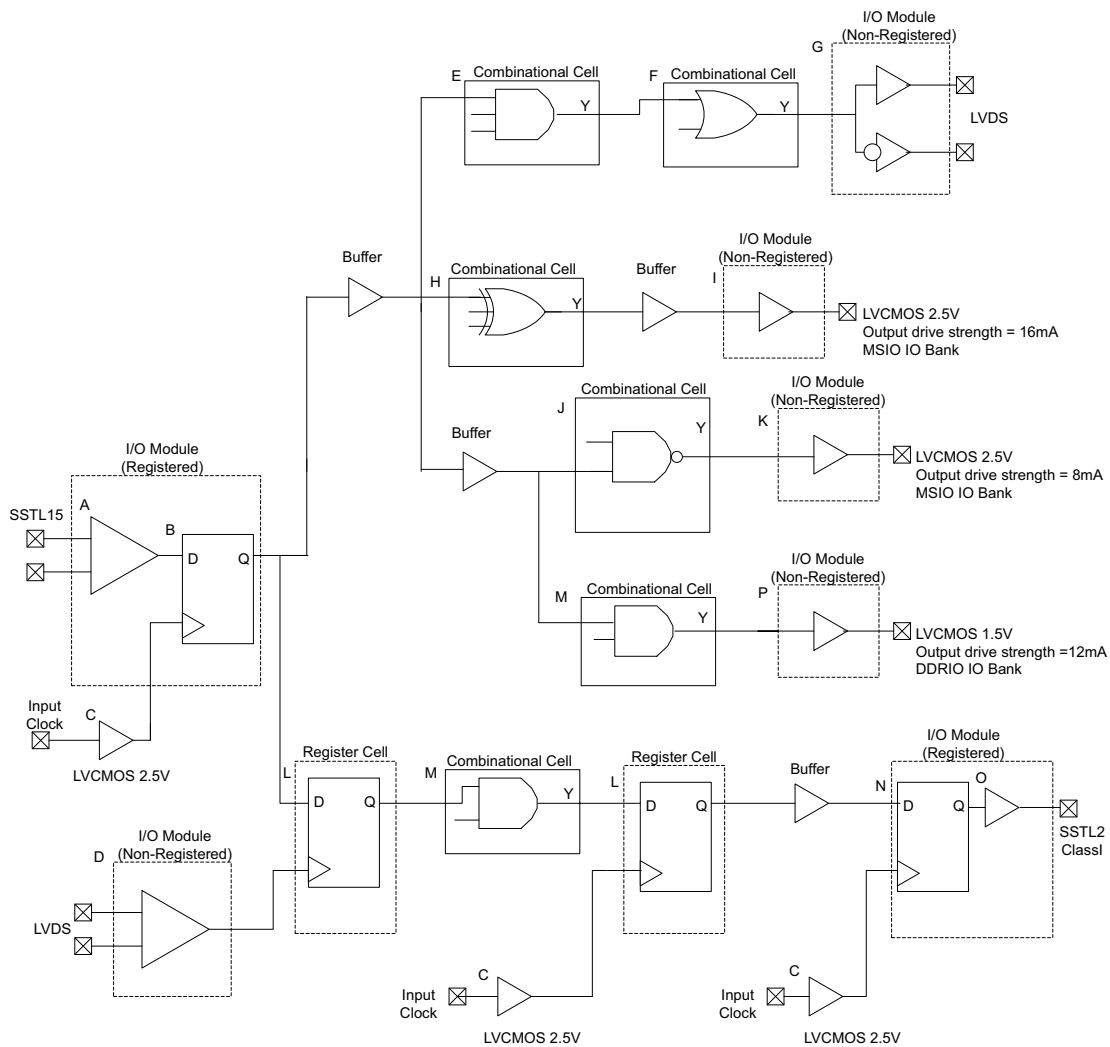 I/O Module
(Non-Registered)
G
E
Combinational Cell
Y
F
Combinational Cell
Y
LVDS
Buffer
H
Combinational Cell
Y
Buffer
I/O Module
(Non-Registered)
I
LVCMOS 2.5V
Output drive strength = 16mA
MSIO IO Bank
Buffer
J
Combinational Cell
Y
I/O Module
(Non-Registered)
K
LVCMOS 2.5V
Output drive strength = 8mA
MSIO IO Bank
I/O Module
(Registered)
SSTL15
A
B
D
Q
M
Combinational Cell
Y
I/O Module
(Non-Registered)
P
LVCMOS 1.5V
Output drive strength =12mA
DDRIO IO Bank
Input
Clock
C
LVCMOS 2.5V
Register Cell
L
D
Q
M
Combinational Cell
Y
Register Cell
L
D
Q
Buffer
I/O Module
(Registered)
N
D
Q
O
SSTL2
ClassI
I/O Module
(Non-Registered)
D
LVDS
Input
Clock
C
LVCMOS 2.5V
Input
Clock
C
LVCMOS 2.5V